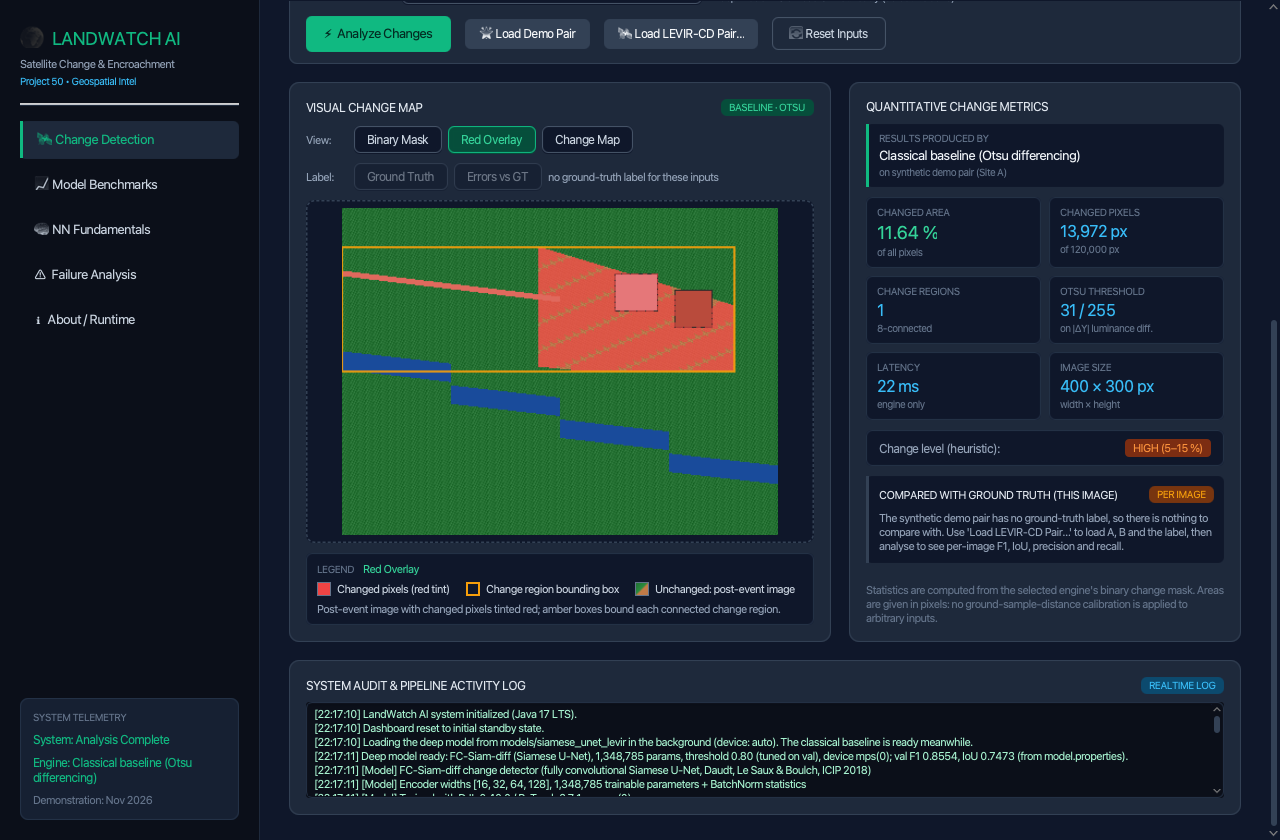 LANDWATCH AI
Satellite Change & Encroachment
Project 50 • Geospatial Intel
Change Detection
Model Benchmarks
NN Fundamentals
Failure Analysis
About / Runtime
SYSTEM TELEMETRY
System: Analysis Complete
Engine: Classical baseline (Otsu
differencing)
Demonstration: Nov 2026
Analyze Changes
Load Demo Pair
Load LEVIR-CD Pair...
Reset Inputs
VISUAL CHANGE MAP
BASELINE · OTSU
View:
Binary Mask
Red Overlay
Change Map
Label:
Ground Truth
Errors vs GT
no ground-truth label for these inputs
LEGEND Red Overlay
Changed pixels (red tint)
Change region bounding box
Unchanged: post-event image
Post-event image with changed pixels tinted red; amber boxes bound each connected change region.
QUANTITATIVE CHANGE METRICS
RESULTS PRODUCED BY
Classical baseline (Otsu differencing)
on synthetic demo pair (Site A)
CHANGED AREA
11.64 %
of all pixels
CHANGED PIXELS
13,972 px
of 120,000 px
CHANGE REGIONS
1
8-connected
OTSU THRESHOLD
31 / 255
on |ΔY| luminance diff.
LATENCY
22 ms
engine only
IMAGE SIZE
400 × 300 px
width × height
Change level (heuristic):
HIGH (5–15 %)
COMPARED WITH GROUND TRUTH (THIS IMAGE)
PER IMAGE
The synthetic demo pair has no ground-truth label, so there is nothing to
compare with. Use 'Load LEVIR-CD Pair...' to load A, B and the label, then
analyse to see per-image F1, IoU, precision and recall.
Statistics are computed from the selected engine's binary change mask. Areas
are given in pixels: no ground-sample-distance calibration is applied to
arbitrary inputs.
SYSTEM AUDIT & PIPELINE ACTIVITY LOG
REALTIME LOG
[22:17:10] LandWatch AI system initialized (Java 17 LTS).
[22:17:10] Dashboard reset to initial standby state.
[22:17:10] Loading the deep model from models/siamese_unet_levir in the background (device: auto). The classical baseline is ready meanwhile.
[22:17:11] Deep model ready: FC-Siam-diff (Siamese U-Net), 1,348,785 params, threshold 0.80 (tuned on val), device mps(0); val F1 0.8554, IoU 0.7473 (from model.properties).
[22:17:11] [Model] FC-Siam-diff change detector (fully convolutional Siamese U-Net, Daudt, Le Saux & Boulch, ICIP 2018)
[22:17:11] [Model] Encoder widths [16, 32, 64, 128], 1,348,785 trainable parameters + BatchNorm statistics